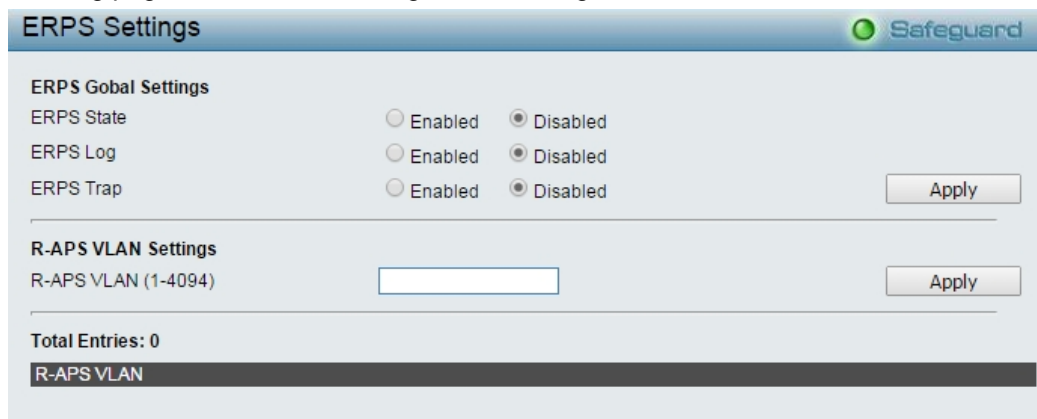 ERPS Settings
Safeguard
ERPS Gobal Settings
ERPS State Enabled Disabled
ERPS Log Enabled Disabled
ERPS Trap Enabled Disabled Apply
R-APS VLAN Settings
R-APS VLAN (1-4094) Apply
Total Entries: 0
R-APS VLAN